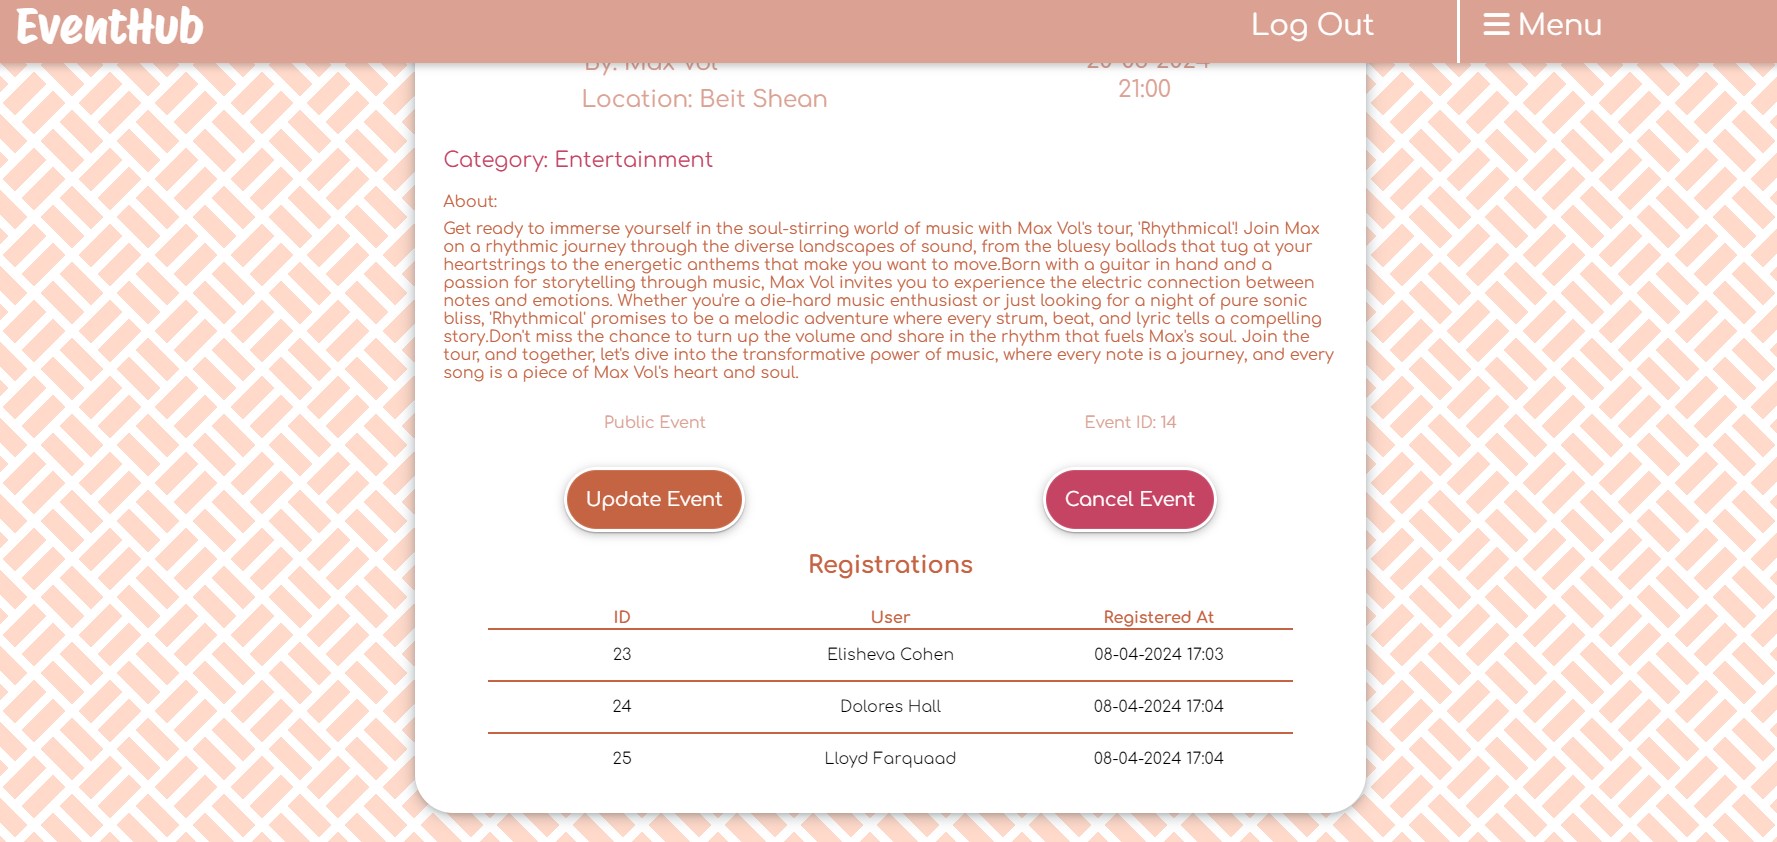 EventHub
Log Out
Menu
By: Max Vol
Location: Beit Shean
21:00
Category: Entertainment
About:
Get ready to immerse yourself in the soul-stirring world of music with Max Vol's tour, 'Rhythmical'! Join Max
on a rhythmic journey through the diverse landscapes of sound, from the bluesy ballads that tug at your
heartstrings to the energetic anthems that make you want to move.Born with a guitar in hand and a
passion for storytelling through music, Max Vol invites you to experience the electric connection between
notes and emotions. Whether you're a die-hard music enthusiast or just looking for a night of pure sonic
bliss, 'Rhythmical' promises to be a melodic adventure where every strum, beat, and lyric tells a compelling
story.Don't miss the chance to turn up the volume and share in the rhythm that fuels Max's soul. Join the
tour, and together, let's dive into the transformative power of music, where every note is a journey, and every
song is a piece of Max Vol's heart and soul.
Public Event
Event ID: 14
Update Event
Cancel Event
Registrations
ID User Registered At
23 Elisheva Cohen 08-04-2024 17:03
24 Dolores Hall 08-04-2024 17:04
25 Lloyd Farquaad 08-04-2024 17:04